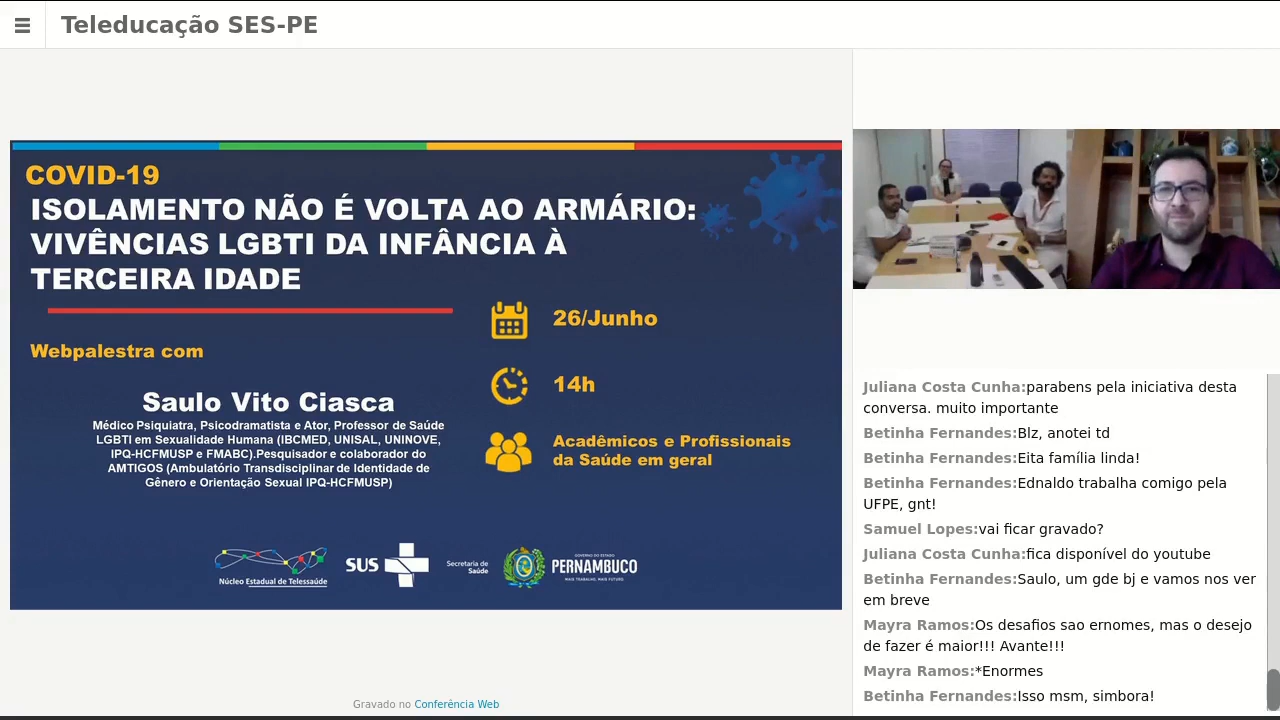 Teleducação SES-PE
COVID-19
ISOLAMENTO NÃO É VOLTA AO ARMÁRIO:
VIVÊNCIAS LGBTI DA INFÂNCIA À
TERCEIRA IDADE
Webpalestra com
Saulo Vito Ciasca
Médico Psiquiatra, Psicodramatista e Ator, Professor de Saúde
LGBTI em Sexualidade Humana (IBCMED, UNISAL, UNINOVE,
IPQ-HCFMUSP e FMABC).Pesquisador e colaborador do
AMTIGOS (Ambulatório Transdisciplinar de Identidade de
Gênero e Orientação Sexual IPQ-HCFMUSP)
26/Junho
14h
Acadêmicos e Profissionais
da Saúde em geral
Núcleo Estadual de Telessaúde
SUS
Secretaria de
Saúde
GOVERNO DO ESTADO
PERNAMBUCO
MAIS TRABALHO, MAIS FUTURO.
Gravado no Conferência Web
Juliana Costa Cunha:parabens pela iniciativa desta
conversa. muito importante
Betinha Fernandes:Blz, anotei td
Betinha Fernandes:Eita família linda!
Betinha Fernandes:Ednaldo trabalha comigo pela
UFPE, gnt!
Samuel Lopes:vai ficar gravado?
Juliana Costa Cunha:fica disponível do youtube
Betinha Fernandes:Saulo, um gde bj e vamos nos ver
em breve
Mayra Ramos:Os desafios sao ernomes, mas o desejo
de fazer é maior!!! Avante!!!
Mayra Ramos:*Enormes
Betinha Fernandes:Isso msm, simbora!